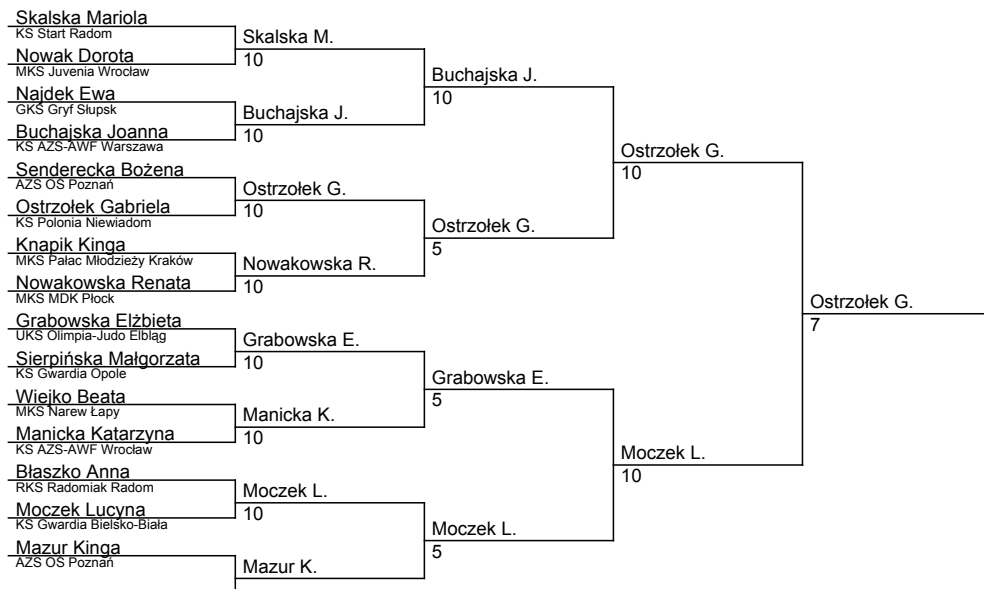 Skalska Mariola
KS Start Radom
Nowak Dorota
MKS Juvenia Wrocław
Najdek Ewa
GKS Gryf Słupsk
Buchajska Joanna
KS AZS-AWF Warszawa
Senderecka Bożena
AZS OŚ Poznań
Ostrzołek Gabriela
KS Polonia Niewiadom
Knapik Kinga
MKS Pałac Młodzieży Kraków
Nowakowska Renata
MKS MDK Płock
Grabowska Elżbieta
UKS Olimpia-Judo Elbląg
Sierpińska Małgorzata
KS Gwardia Opole
Wiejko Beata
MKS Narew Łapy
Manicka Katarzyna
KS AZS-AWF Wrocław
Błaszko Anna
RKS Radomiak Radom
Moczek Lucyna
KS Gwardia Bielsko-Biała
Mazur Kinga
AZS OŚ Poznań
Skalska M.
10
Buchajska J.
10
Ostrzołek G.
10
Nowakowska R.
10
Grabowska E.
10
Manicka K.
10
Moczek L.
10
Mazur K.
Buchajska J.
10
Ostrzołek G.
5
Grabowska E.
5
Moczek L.
5
Ostrzołek G.
10
Moczek L.
10
Ostrzołek G.
7